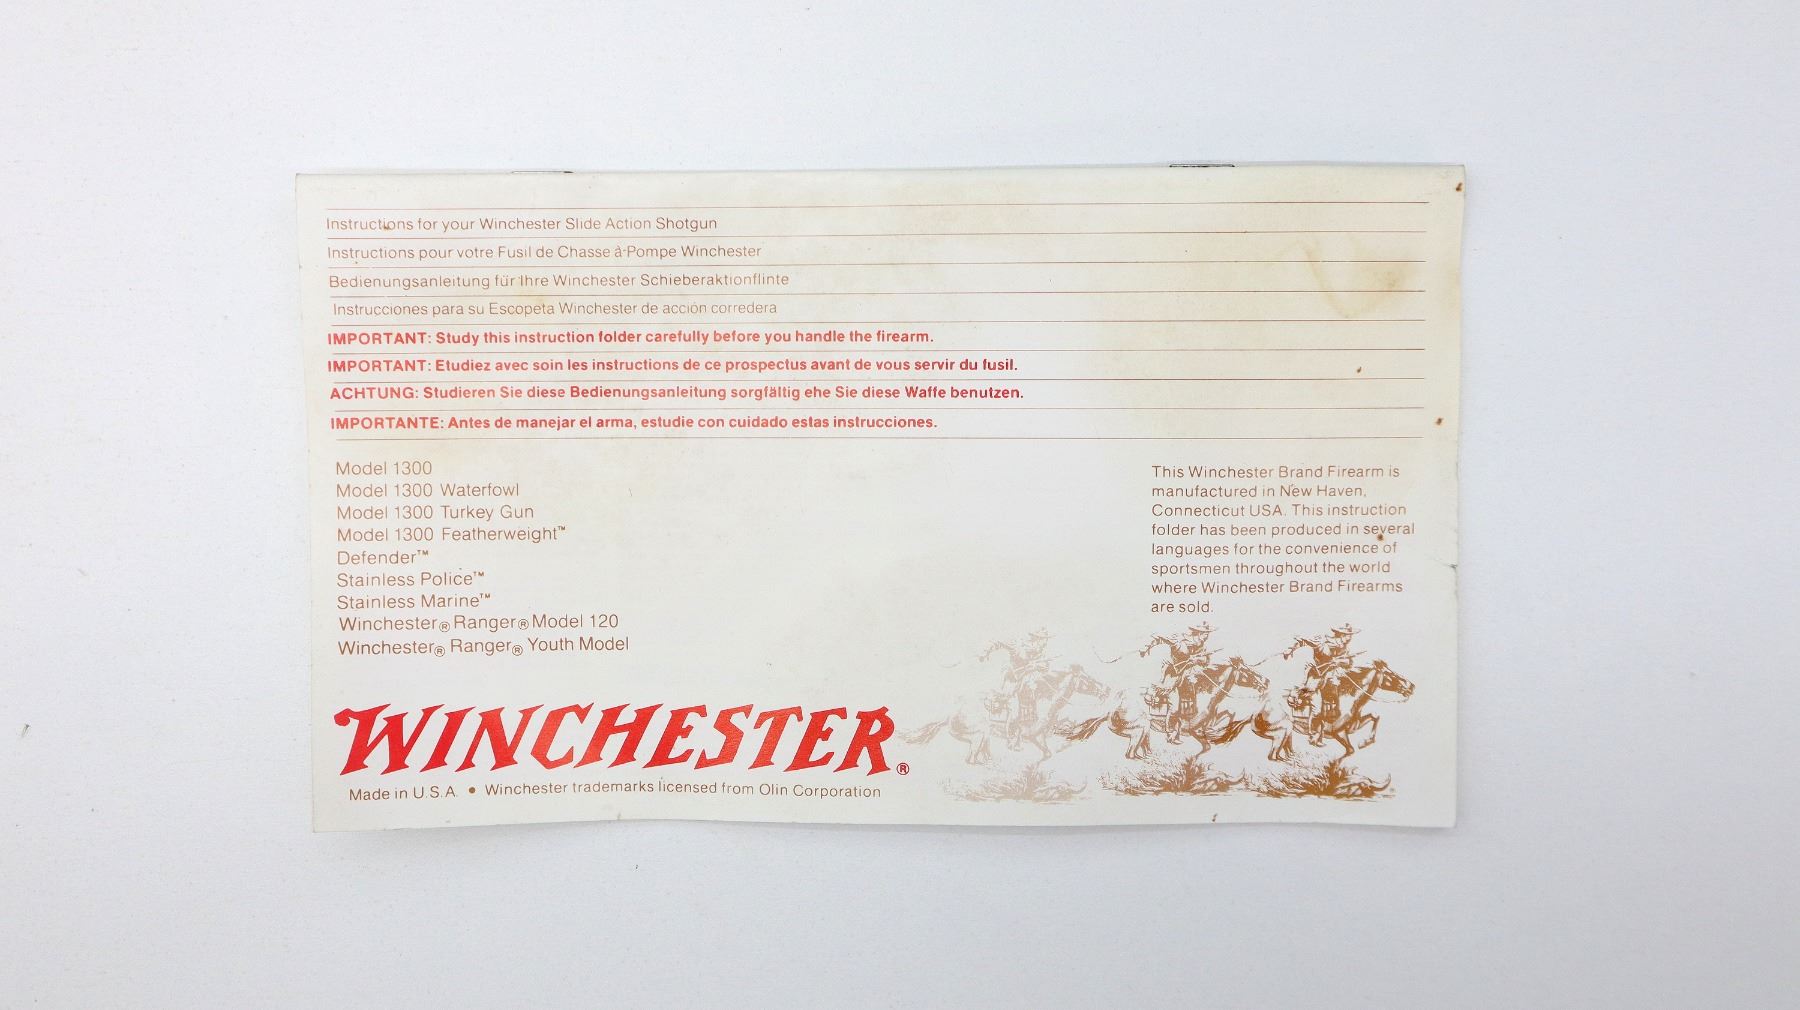 Instructions for your Winchester Slide Action Shotgun
Instructions pour votre Fusil de Chasse à-Pompe Winchester
Bedienungsanleitung für Ihre Winchester Schieberaktionflinte
Instrucciones para su Escopeta Winchester de acción corredera
IMPORTANT: Study this instruction folder carefully before you handle the firearm.
IMPORTANT: Etudiez avec soin les instructions de ce prospectus avant de vous servir du fusil.
ACHTUNG: Studieren Sie diese Bedienungsanleitung sorgfältig ehe Sie diese Waffe benutzen.
IMPORTANTE: Antes de manejar el arma, estudie con cuidado estas instrucciones.
Model 1300
Model 1300 Waterfowl
Model 1300 Turkey Gun
Model 1300 Featherweight™
Defender™
Stainless Police™
Stainless Marine™
Winchester® Ranger® Model 120
Winchester® Ranger® Youth Model
This Winchester Brand Firearm is
manufactured in New Haven,
Connecticut USA. This instruction
folder has been produced in several
languages for the convenience of
sportsmen throughout the world
where Winchester Brand Firearms
are sold.
WINCHESTER®
Made in U.S.A. • Winchester trademarks licensed from Olin Corporation